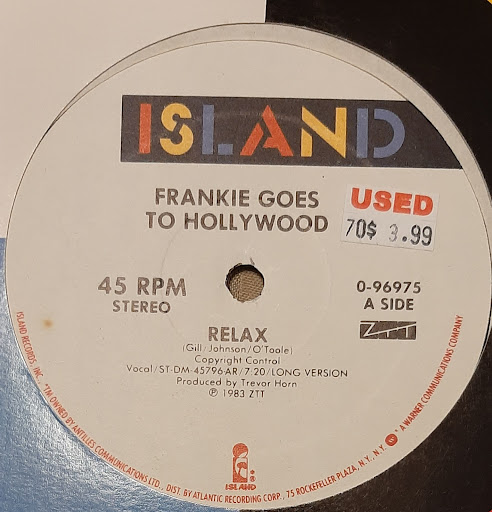 ISLAND
FRANKIE GOES
TO HOLLYWOOD
USED
70$ 3.99
45 RPM
STEREO
0-96975
A SIDE
ZTT
RELAX
(Gill/Johnson/O'Toole)
Copyright Control
Vocal/ST-DM-45796-AR/7:20/LONG VERSION
Produced by Trevor Horn
℗ 1983 ZTT
ISLAND
ISLAND RECORDS, INC. "T.M. OWNED BY ANTILLES COMMUNICATIONS LTD., DIST. BY ATLANTIC RECORDING CORP., 75 ROCKEFELLER PLAZA, N.Y., N.Y. A WARNER COMMUNICATIONS COMPANY